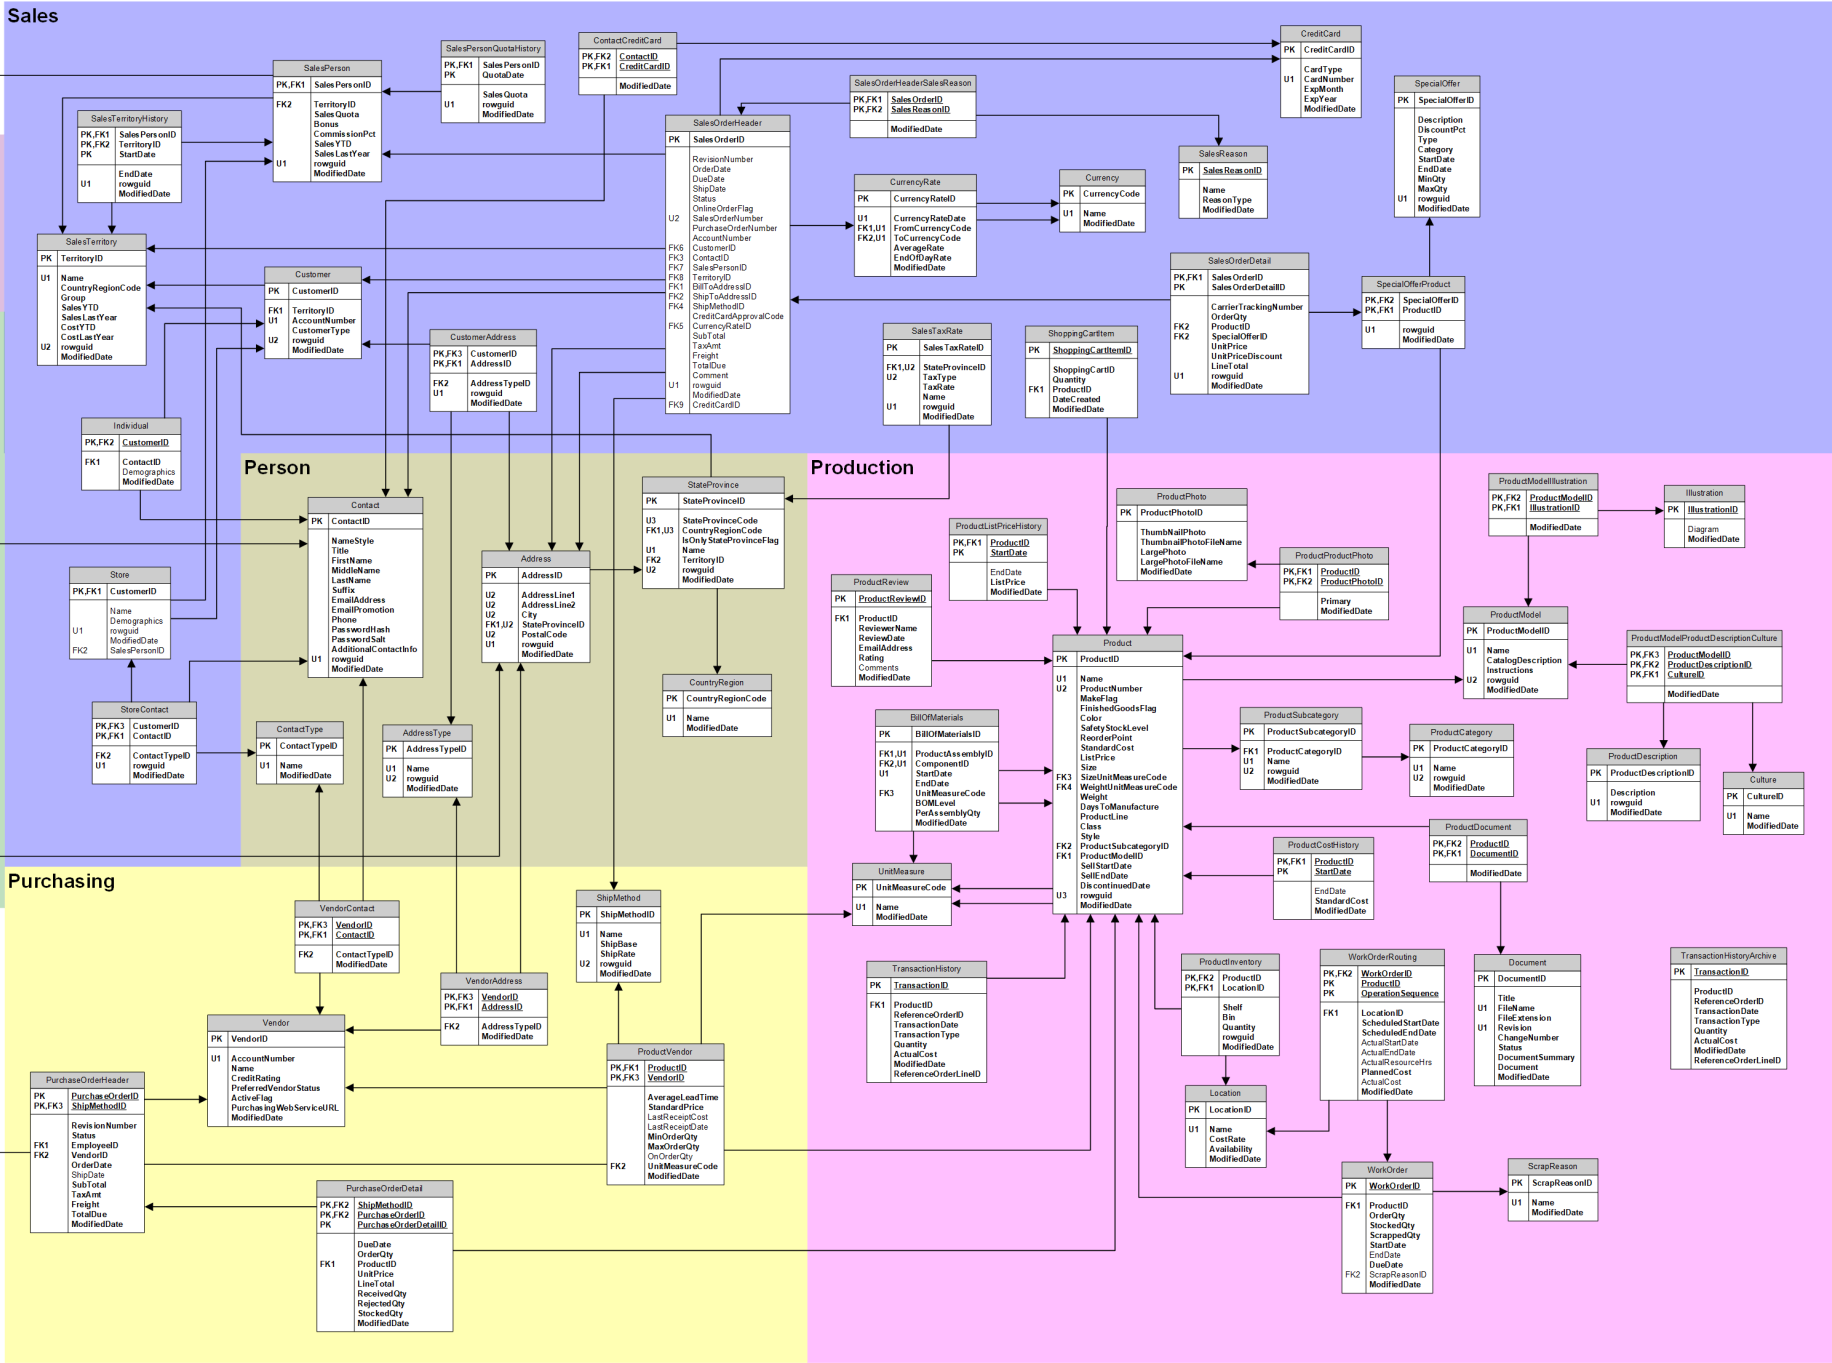 Sales
SalesPerson
PK,FK1 SalesPersonID
FK2 TerritoryID
SalesQuota
Bonus
CommissionPct
SalesYTD
SalesLastYear
U1 rowguid
ModifiedDate
SalesPersonQuotaHistory
PK,FK1 SalesPersonID
PK QuotaDate
SalesQuota
U1 rowguid
ModifiedDate
ContactCreditCard
PK,FK2 ContactID
PK,FK1 CreditCardID
ModifiedDate
CreditCard
PK CreditCardID
CardType
U1 CardNumber
ExpMonth
ExpYear
ModifiedDate
SalesOrderHeaderSalesReason
PK,FK1 SalesOrderID
PK,FK2 SalesReasonID
ModifiedDate
SpecialOffer
PK SpecialOfferID
Description
DiscountPct
Type
Category
StartDate
EndDate
MinQty
MaxQty
U1 rowguid
ModifiedDate
SalesTerritoryHistory
PK,FK1 SalesPersonID
PK,FK2 TerritoryID
PK StartDate
EndDate
U1 rowguid
ModifiedDate
SalesOrderHeader
PK SalesOrderID
RevisionNumber
OrderDate
DueDate
ShipDate
Status
OnlineOrderFlag
U2 SalesOrderNumber
PurchaseOrderNumber
AccountNumber
FK6 CustomerID
FK3 ContactID
FK7 SalesPersonID
FK8 TerritoryID
FK1 BillToAddressID
FK2 ShipToAddressID
FK4 ShipMethodID
CreditCardApprovalCode
FK5 CurrencyRateID
SubTotal
TaxAmt
Freight
TotalDue
Comment
U1 rowguid
ModifiedDate
FK9 CreditCardID
SalesReason
PK SalesReasonID
Name
ReasonType
ModifiedDate
CurrencyRate
PK CurrencyRateID
U1 CurrencyRateDate
FK1,U1 FromCurrencyCode
FK2,U1 ToCurrencyCode
AverageRate
EndOfDayRate
ModifiedDate
Currency
PK CurrencyCode
U1 Name
ModifiedDate
SalesTerritory
PK TerritoryID
U1 Name
CountryRegionCode
Group
SalesYTD
SalesLastYear
CostYTD
CostLastYear
U2 rowguid
ModifiedDate
Customer
PK CustomerID
FK1 TerritoryID
U1 AccountNumber
CustomerType
U2 rowguid
ModifiedDate
SalesOrderDetail
PK,FK1 SalesOrderID
PK SalesOrderDetailID
CarrierTrackingNumber
OrderQty
FK2 ProductID
FK2 SpecialOfferID
UnitPrice
UnitPriceDiscount
LineTotal
U1 rowguid
ModifiedDate
SpecialOfferProduct
PK,FK2 SpecialOfferID
PK,FK1 ProductID
U1 rowguid
ModifiedDate
CustomerAddress
PK,FK3 CustomerID
PK,FK1 AddressID
FK2 AddressTypeID
U1 rowguid
ModifiedDate
SalesTaxRate
PK SalesTaxRateID
FK1,U2 StateProvinceID
U2 TaxType
TaxRate
Name
U1 rowguid
ModifiedDate
ShoppingCartItem
PK ShoppingCartItemID
ShoppingCartID
Quantity
FK1 ProductID
DateCreated
ModifiedDate
Individual
PK,FK2 CustomerID
FK1 ContactID
Demographics
ModifiedDate
Store
PK,FK1 CustomerID
Name
Demographics
U1 rowguid
ModifiedDate
FK2 SalesPersonID
StoreContact
PK,FK3 CustomerID
PK,FK1 ContactID
FK2 ContactTypeID
U1 rowguid
ModifiedDate
Person
Contact
PK ContactID
NameStyle
Title
FirstName
MiddleName
LastName
Suffix
EmailAddress
EmailPromotion
Phone
PasswordHash
PasswordSalt
AdditionalContactInfo
U1 rowguid
ModifiedDate
StateProvince
PK StateProvinceID
U3 StateProvinceCode
FK1,U3 CountryRegionCode
IsOnlyStateProvinceFlag
U1 Name
FK2 TerritoryID
U2 rowguid
ModifiedDate
Address
PK AddressID
U2 AddressLine1
U2 AddressLine2
U2 City
FK1,U2 StateProvinceID
U2 PostalCode
U1 rowguid
ModifiedDate
CountryRegion
PK CountryRegionCode
U1 Name
ModifiedDate
ContactType
PK ContactTypeID
U1 Name
ModifiedDate
AddressType
PK AddressTypeID
U1 Name
U2 rowguid
ModifiedDate
Production
ProductModelIllustration
PK,FK2 ProductModelID
PK,FK1 IllustrationID
ModifiedDate
Illustration
PK IllustrationID
Diagram
ModifiedDate
ProductPhoto
PK ProductPhotoID
ThumbNailPhoto
ThumbnailPhotoFileName
LargePhoto
LargePhotoFileName
ModifiedDate
ProductListPriceHistory
PK,FK1 ProductID
PK StartDate
EndDate
ListPrice
ModifiedDate
ProductProductPhoto
PK,FK1 ProductID
PK,FK2 ProductPhotoID
Primary
ModifiedDate
ProductReview
PK ProductReviewID
FK1 ProductID
ReviewerName
ReviewDate
EmailAddress
Rating
Comments
ModifiedDate
ProductModel
PK ProductModelID
U1 Name
CatalogDescription
Instructions
U2 rowguid
ModifiedDate
ProductModelProductDescriptionCulture
PK,FK3 ProductModelID
PK,FK2 ProductDescriptionID
PK,FK1 CultureID
ModifiedDate
Product
PK ProductID
U1 Name
U2 ProductNumber
MakeFlag
FinishedGoodsFlag
Color
SafetyStockLevel
ReorderPoint
StandardCost
ListPrice
Size
FK3 SizeUnitMeasureCode
FK4 WeightUnitMeasureCode
Weight
DaysToManufacture
ProductLine
Class
Style
FK2 ProductSubcategoryID
FK1 ProductModelID
SellStartDate
SellEndDate
DiscontinuedDate
U3 rowguid
ModifiedDate
BillOfMaterials
PK BillOfMaterialsID
FK1,U1 ProductAssemblyID
FK2,U1 ComponentID
U1 StartDate
EndDate
FK3 UnitMeasureCode
BOMLevel
PerAssemblyQty
ModifiedDate
ProductSubcategory
PK ProductSubcategoryID
FK1 ProductCategoryID
U1 Name
U2 rowguid
ModifiedDate
ProductCategory
PK ProductCategoryID
U1 Name
U2 rowguid
ModifiedDate
ProductDescription
PK ProductDescriptionID
Description
U1 rowguid
ModifiedDate
Culture
PK CultureID
U1 Name
ModifiedDate
ProductDocument
PK,FK2 ProductID
PK,FK1 DocumentID
ModifiedDate
ProductCostHistory
PK,FK1 ProductID
PK StartDate
EndDate
StandardCost
ModifiedDate
UnitMeasure
PK UnitMeasureCode
U1 Name
ModifiedDate
TransactionHistory
PK TransactionID
FK1 ProductID
ReferenceOrderID
TransactionDate
TransactionType
Quantity
ActualCost
ModifiedDate
ReferenceOrderLineID
ProductInventory
PK,FK2 ProductID
PK,FK1 LocationID
Shelf
Bin
Quantity
rowguid
ModifiedDate
WorkOrderRouting
PK,FK2 WorkOrderID
PK ProductID
PK OperationSequence
FK1 LocationID
ScheduledStartDate
ScheduledEndDate
ActualStartDate
ActualEndDate
ActualResourceHrs
PlannedCost
ActualCost
ModifiedDate
Document
PK DocumentID
Title
U1 FileName
FileExtension
U1 Revision
ChangeNumber
Status
DocumentSummary
Document
ModifiedDate
TransactionHistoryArchive
PK TransactionID
ProductID
ReferenceOrderID
TransactionDate
TransactionType
Quantity
ActualCost
ModifiedDate
ReferenceOrderLineID
Location
PK LocationID
U1 Name
CostRate
Availability
ModifiedDate
WorkOrder
PK WorkOrderID
FK1 ProductID
OrderQty
StockedQty
ScrappedQty
StartDate
EndDate
DueDate
FK2 ScrapReasonID
ModifiedDate
ScrapReason
PK ScrapReasonID
U1 Name
ModifiedDate
Purchasing
VendorContact
PK,FK3 VendorID
PK,FK1 ContactID
FK2 ContactTypeID
ModifiedDate
ShipMethod
PK ShipMethodID
U1 Name
ShipBase
ShipRate
U2 rowguid
ModifiedDate
VendorAddress
PK,FK3 VendorID
PK,FK1 AddressID
FK2 AddressTypeID
ModifiedDate
Vendor
PK VendorID
U1 AccountNumber
Name
CreditRating
PreferredVendorStatus
ActiveFlag
PurchasingWebServiceURL
ModifiedDate
ProductVendor
PK,FK1 ProductID
PK,FK3 VendorID
AverageLeadTime
StandardPrice
LastReceiptCost
LastReceiptDate
MinOrderQty
MaxOrderQty
OnOrderQty
FK2 UnitMeasureCode
ModifiedDate
PurchaseOrderHeader
PK PurchaseOrderID
PK,FK3 ShipMethodID
RevisionNumber
Status
FK1 EmployeeID
FK2 VendorID
OrderDate
ShipDate
SubTotal
TaxAmt
Freight
TotalDue
ModifiedDate
PurchaseOrderDetail
PK,FK2 ShipMethodID
PK,FK2 PurchaseOrderID
PK PurchaseOrderDetailID
DueDate
OrderQty
FK1 ProductID
UnitPrice
LineTotal
ReceivedQty
RejectedQty
StockedQty
ModifiedDate